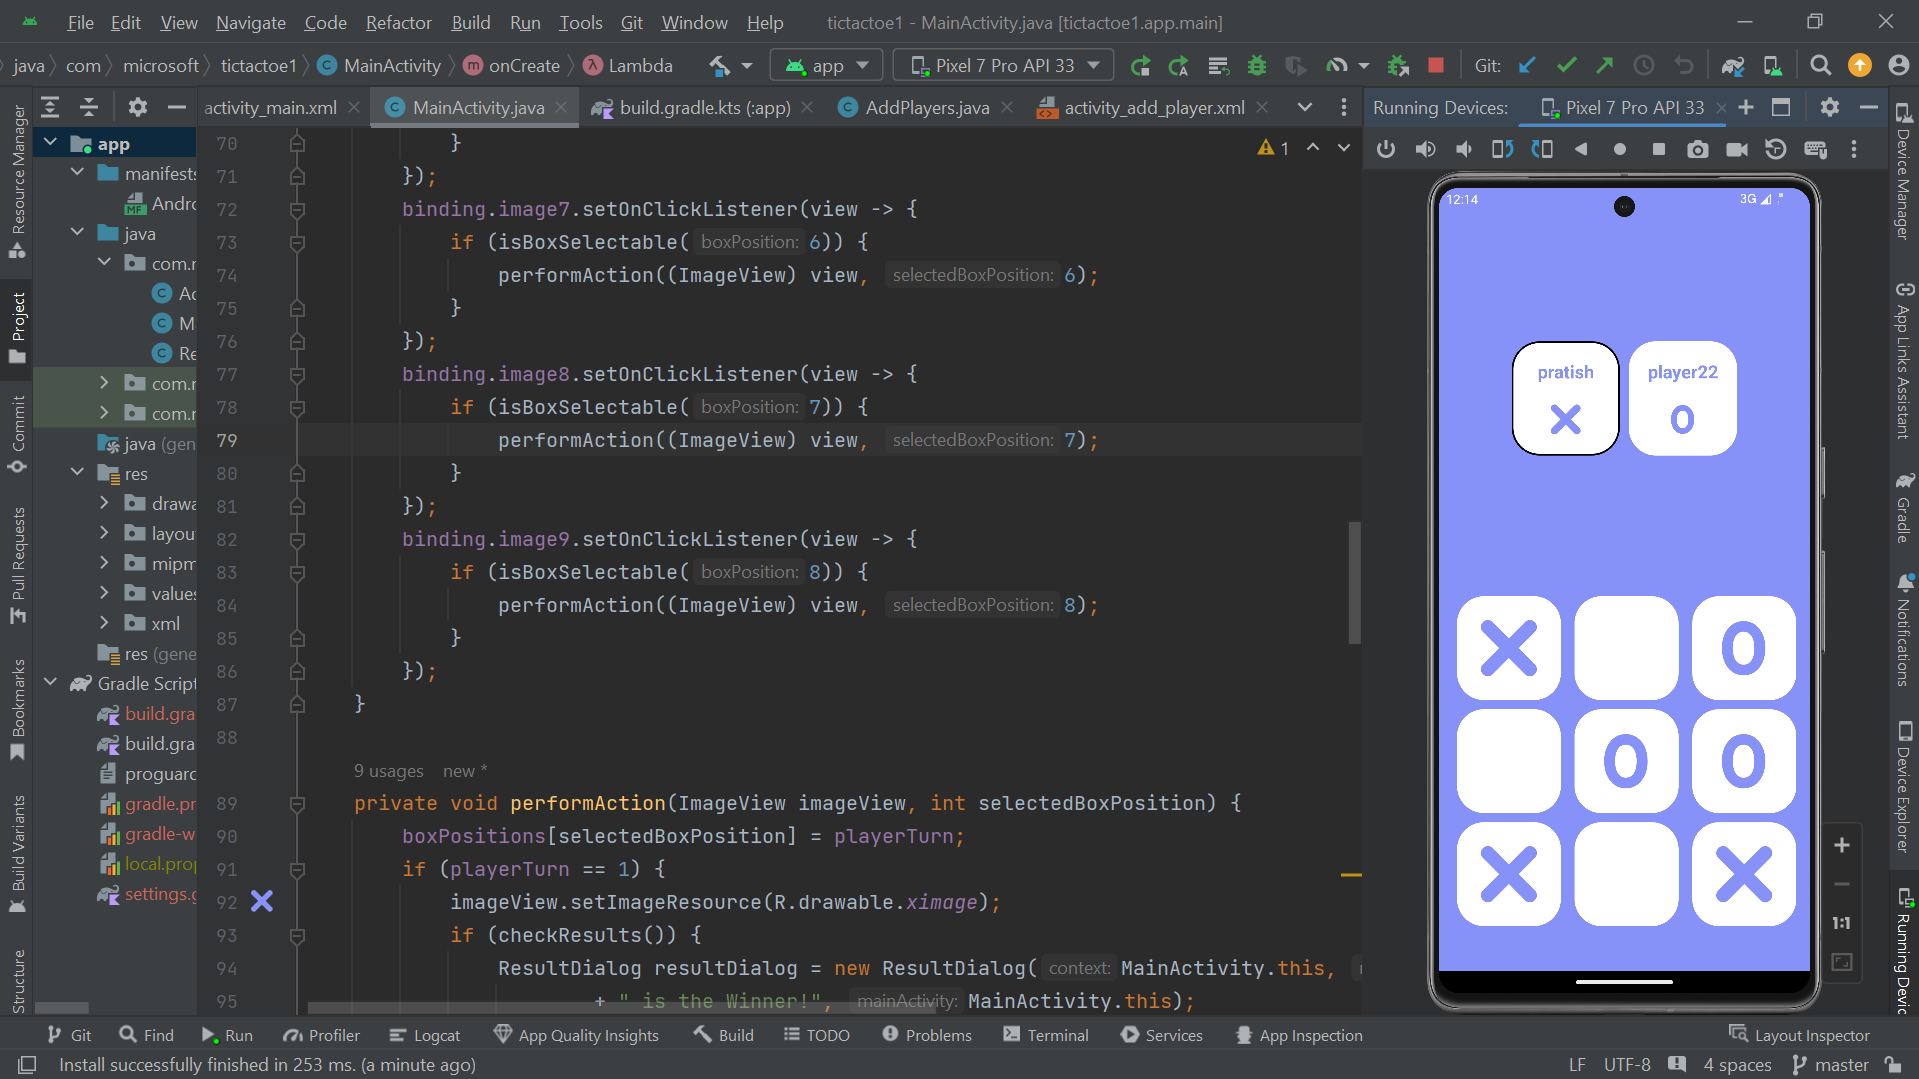 File Edit View Navigate Code Refactor Build Run Tools Git Window Help tictactoe1 - MainActivity.java [tictactoe1.app.main]
java com microsoft tictactoe1 MainActivity onCreate Lambda app Pixel 7 Pro API 33 Git:
activity_main.xml MainActivity.java build.gradle.kts (:app) AddPlayers.java activity_add_player.xml Running Devices: Pixel 7 Pro API 33
Resource Manager
Project
Commit
Pull Requests
Bookmarks
Build Variants
Structure
app
manifests
MF
Andro
java
com.r
Ac
M
Re
com.r
com.r
java (gen
res
drawa
layou
mipm
values
xml
res (gene
Gradle Script
build.gra
build.gra
proguard
gradle.pr
gradle-w
local.prop
settings.g
1
70 }
71 });
72 binding.image7.setOnClickListener(view -> {
73 if (isBoxSelectable( boxPosition: 6)) {
74 performAction((ImageView) view, selectedBoxPosition: 6);
75 }
76 });
77 binding.image8.setOnClickListener(view -> {
78 if (isBoxSelectable( boxPosition: 7)) {
79 performAction((ImageView) view, selectedBoxPosition: 7);
80 }
81 });
82 binding.image9.setOnClickListener(view -> {
83 if (isBoxSelectable( boxPosition: 8)) {
84 performAction((ImageView) view, selectedBoxPosition: 8);
85 }
86 });
87 }
88
9 usages new *
89 private void performAction(ImageView imageView, int selectedBoxPosition) {
90 boxPositions[selectedBoxPosition] = playerTurn;
91 if (playerTurn == 1) {
92 imageView.setImageResource(R.drawable.ximage);
93 if (checkResults()) {
94 ResultDialog resultDialog = new ResultDialog( context: MainActivity.this,
95 + " is the Winner!", mainActivity: MainActivity.this);
12:14 3G
pratish player22
X O
X O
O O
X X
1:1
Device Manager
App Links Assistant
Gradle
Notifications
Device Explorer
Running Devic
Git Find Run Profiler Logcat App Quality Insights Build TODO Problems Terminal Services App Inspection Layout Inspector
Install successfully finished in 253 ms. (a minute ago) LF UTF-8 4 spaces master